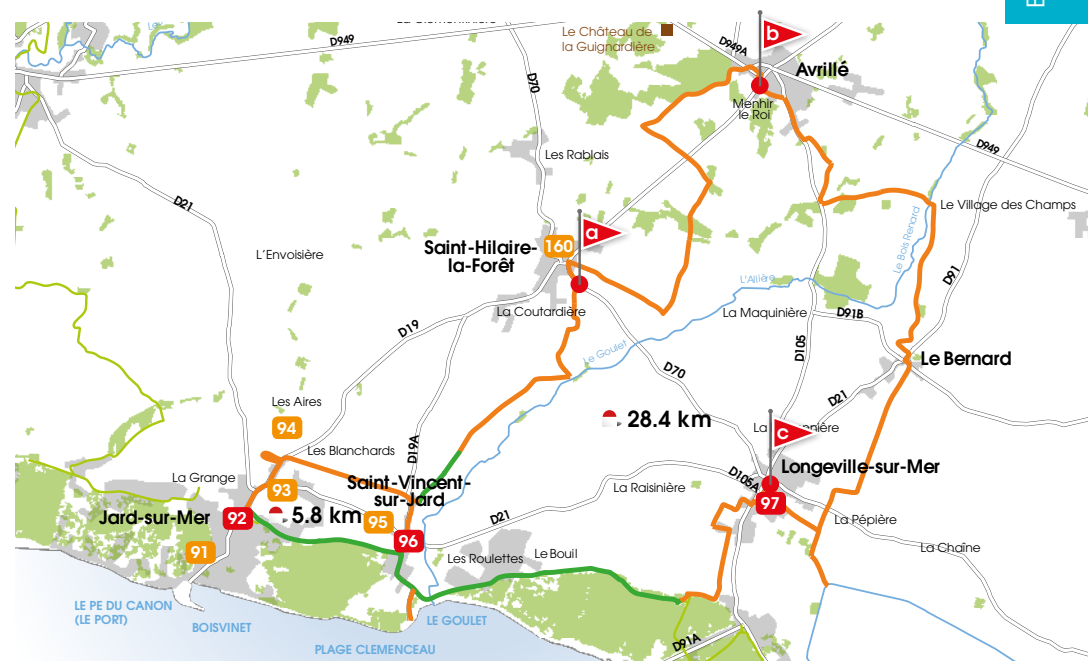 D949
D70
Le Château de
la Guignardière
D949A
b
Avrillé
Menhir
le Roi
D949
Les Rablais
D21
Le Village des Champs
Le Bois Renard
a
160
Saint-Hilaire-
la-Forêt
L'Envoisière
L'Allière
D91
La Coutardière
La Maquinière
D91B
D19
D105
Le Goulet
Le Bernard
D70
D21
Les Aires
94
28.4 km
c
Les Blanchards
D19A
Longeville-sur-Mer
La Grange
93
Saint-Vincent-
sur-Jard
La Raisinière
D105A
97
Jard-sur-Mer
92
5.8 km
95
D21
La Pépière
96
91
Les Roulettes
Le Bouil
La Chaîne
LE PE DU CANON
(LE PORT)
BOISVINET
LE GOULET
PLAGE CLEMENCEAU
D91A